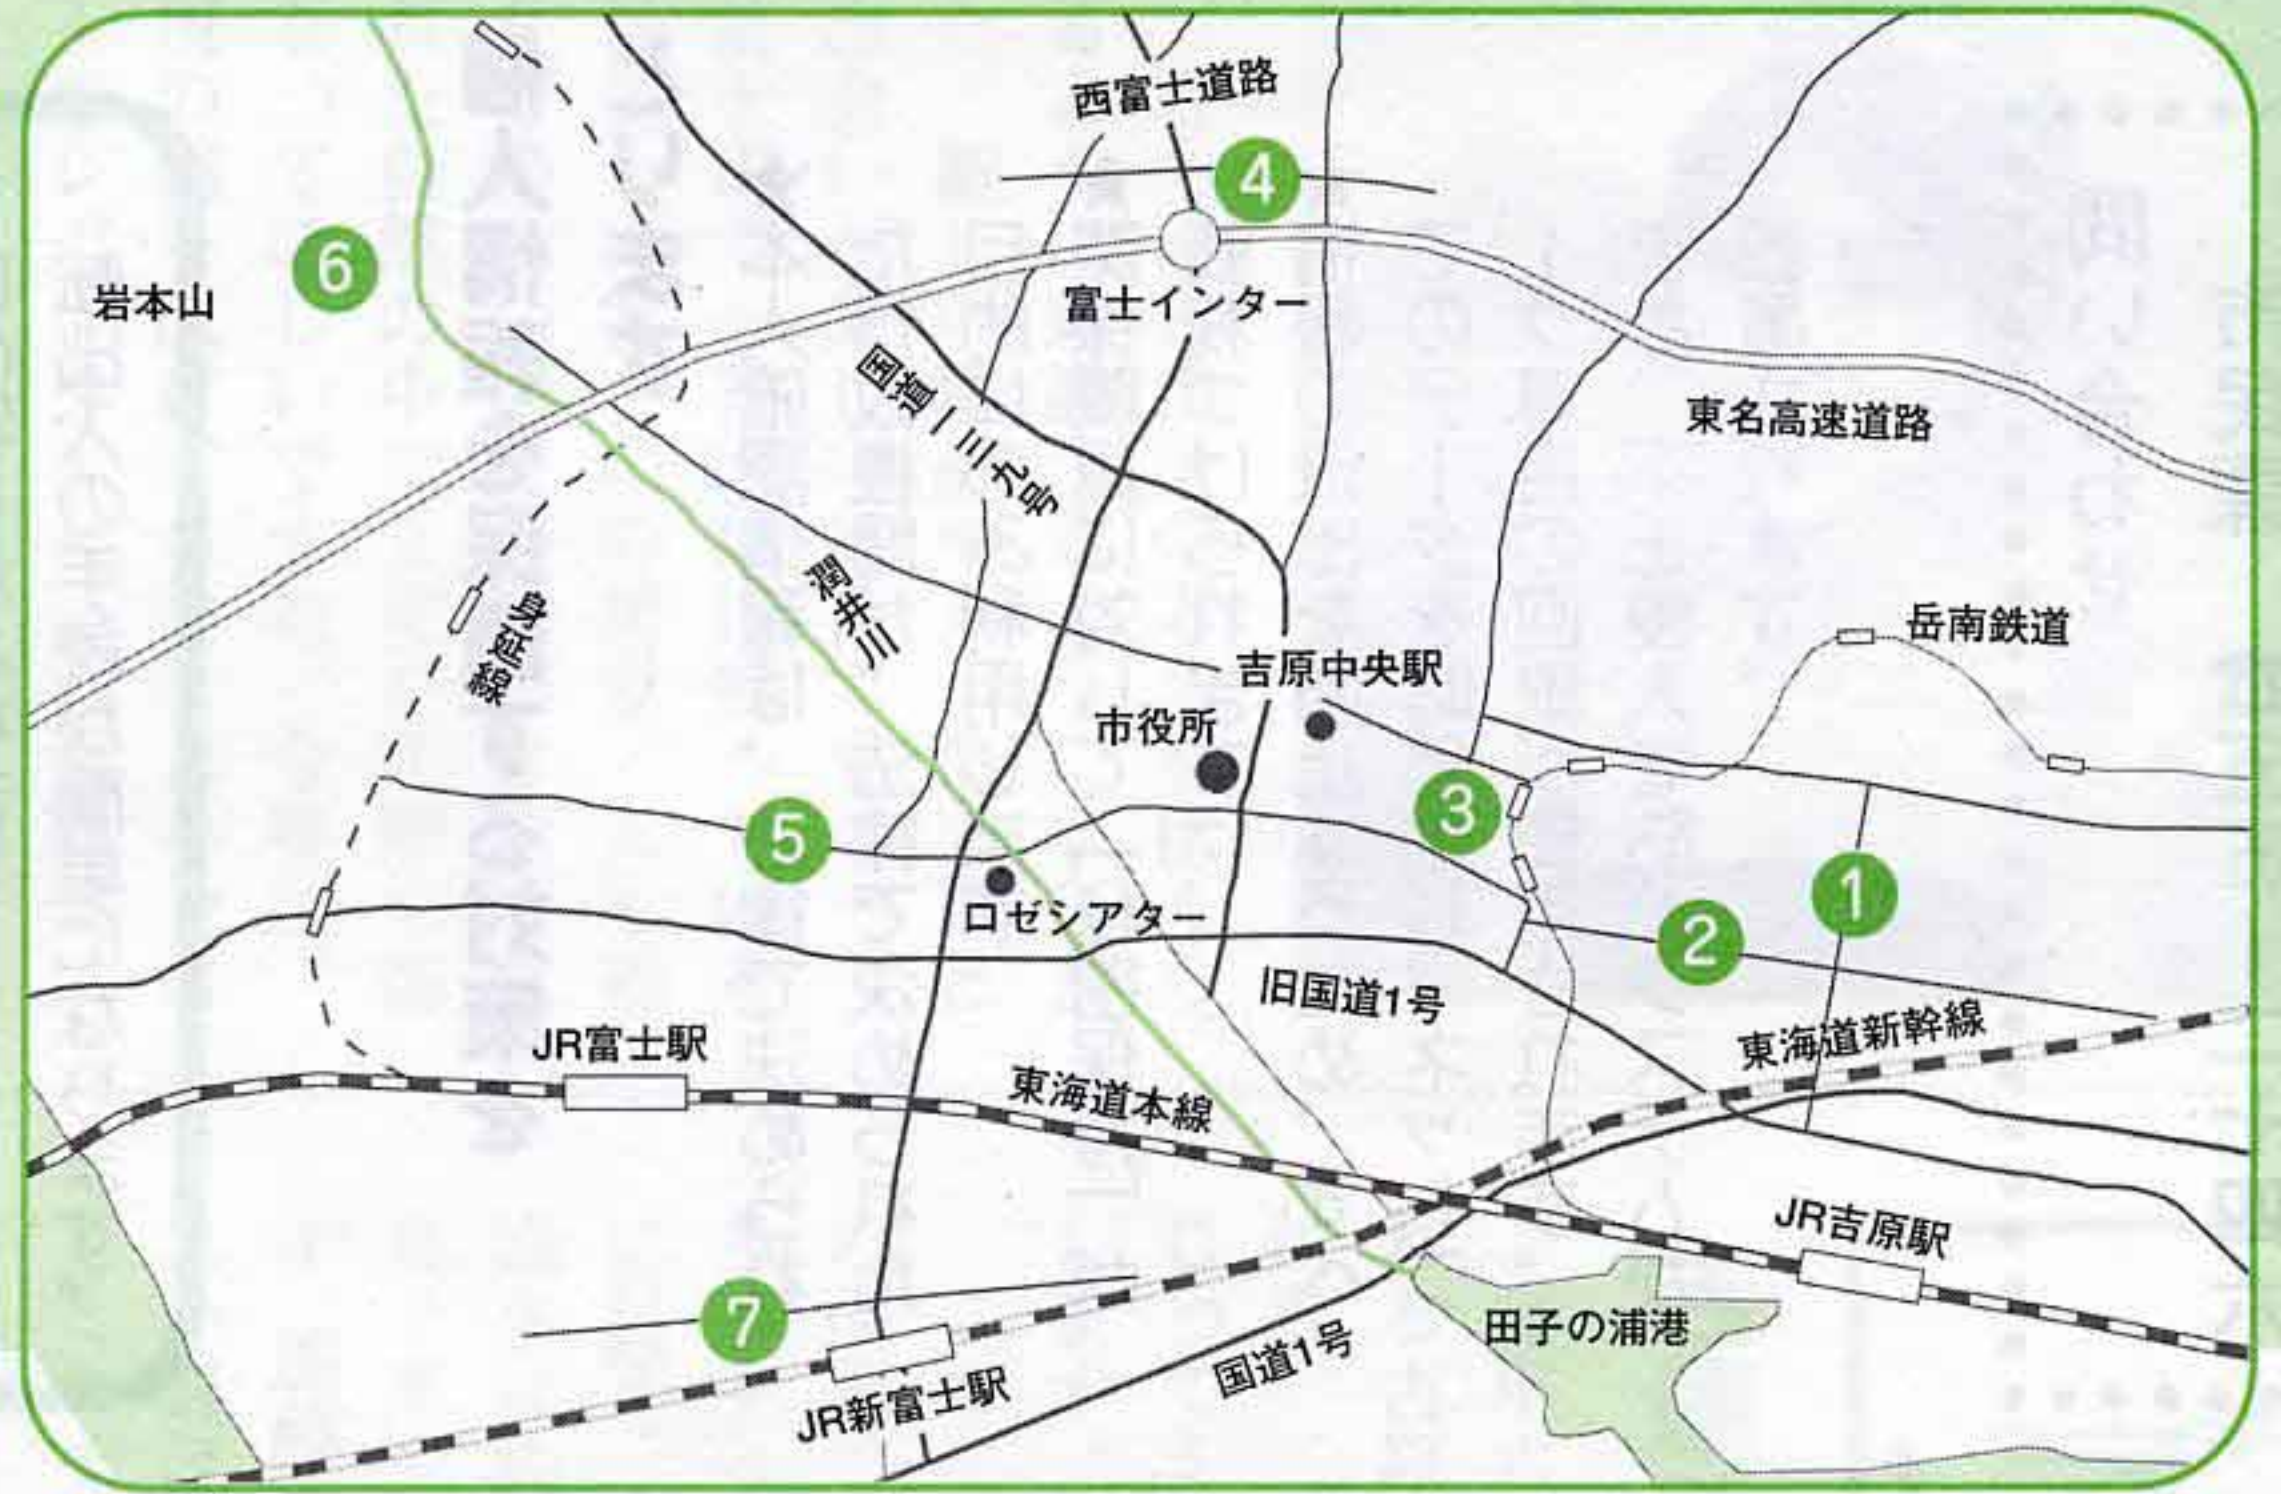 西富士道路
4
6
岩本山
富士インター
国道一三九号
東名高速道路
潤井川
身延線
岳南鉄道
吉原中央駅
市役所
3
5
1
ロゼシアター
2
旧国道1号
JR富士駅
東海道新幹線
東海道本線
JR吉原駅
7
田子の浦港
国道1号
JR新富士駅